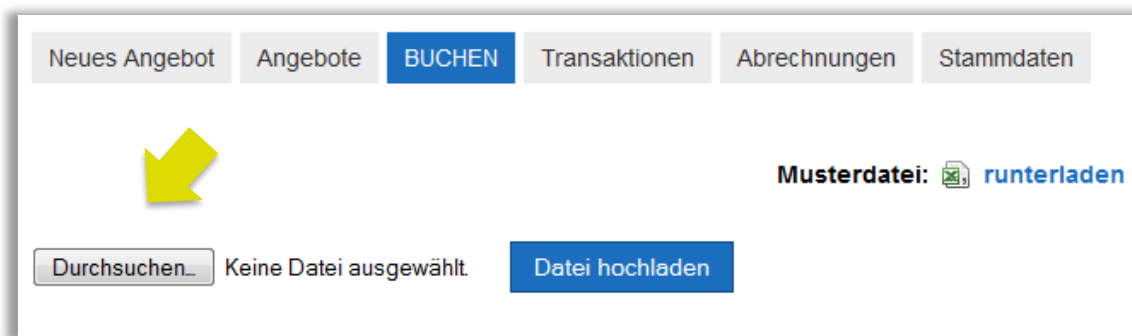 Neues Angebot Angebote BUCHEN Transaktionen Abrechnungen Stammdaten
Musterdatei: runterladen
Durchsuchen... Keine Datei ausgewählt. Datei hochladen